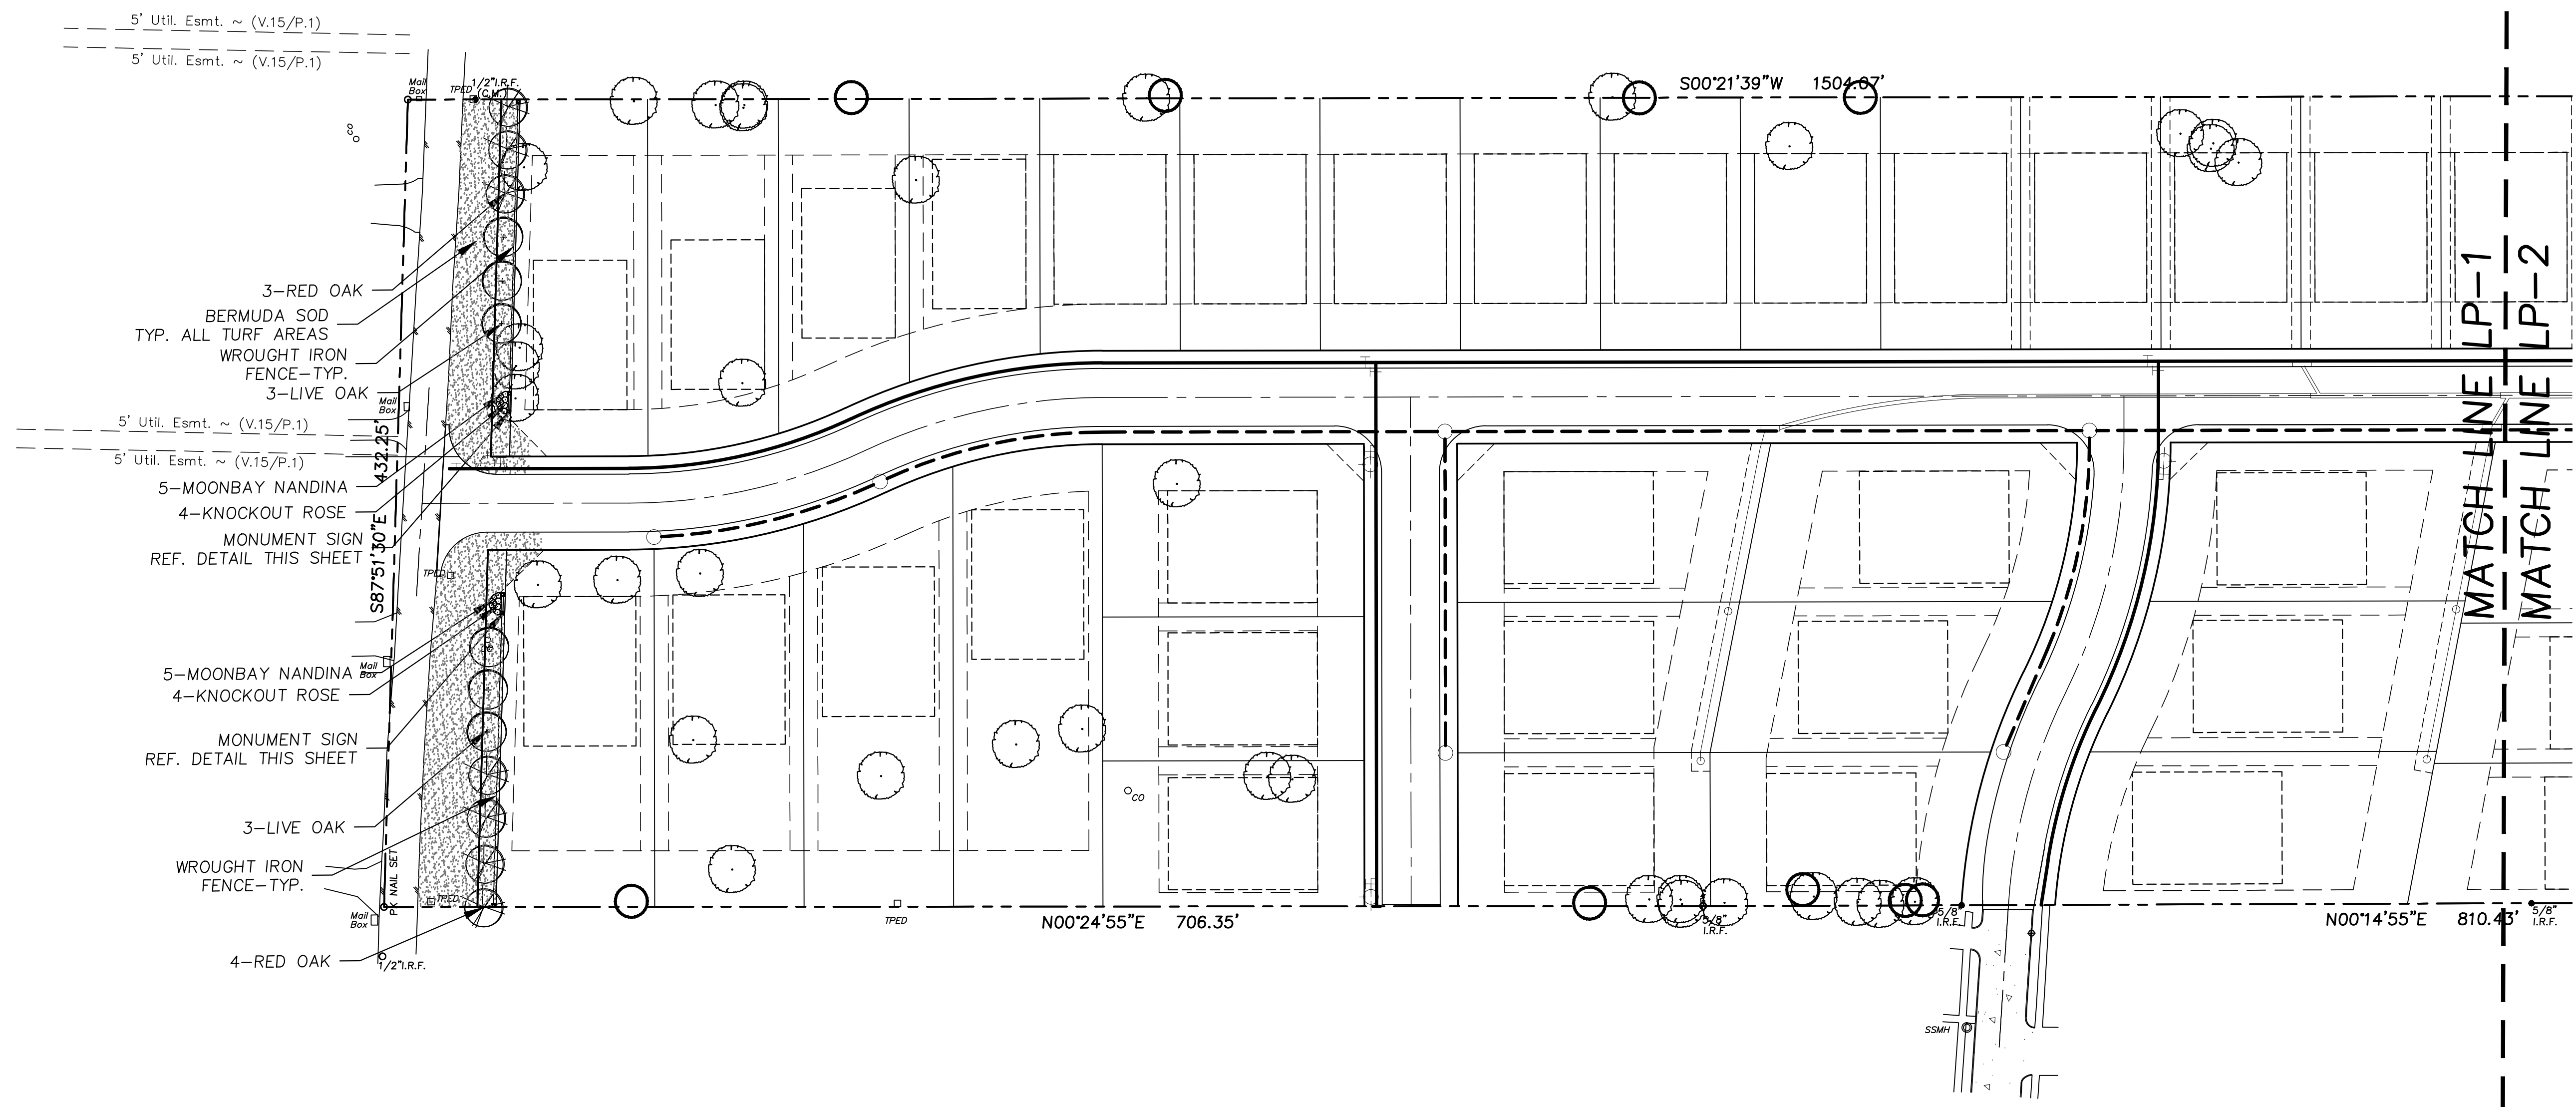 5' Util. Esmt. ~ (V.15/P.1)
5' Util. Esmt. ~ (V.15/P.1)
Mail
Box
TPED
1/2"I.R.F.
(C.M.)
S00°21'39"W 1504.07'
3-RED OAK
BERMUDA SOD
TYP. ALL TURF AREAS
WROUGHT IRON
FENCE-TYP.
3-LIVE OAK
Mail
Box
5' Util. Esmt. ~ (V.15/P.1)
5' Util. Esmt. ~ (V.15/P.1)
S87°51'30"E 432.25'
5-MOONBAY NANDINA
4-KNOCKOUT ROSE
MONUMENT SIGN
REF. DETAIL THIS SHEET
TPED
5-MOONBAY NANDINA
Mail
Box
4-KNOCKOUT ROSE
MONUMENT SIGN
REF. DETAIL THIS SHEET
3-LIVE OAK
WROUGHT IRON
FENCE-TYP.
PK NAIL SET
TPED
Mail
Box
4-RED OAK
1/2"I.R.F.
TPED
CO
N00°24'55"E 706.35'
5/8"
I.R.F.
5/8"
I.R.F.
SSMH
N00°14'55"E 810.43'
5/8"
I.R.F.
MATCH LINE LP-1
MATCH LINE LP-2